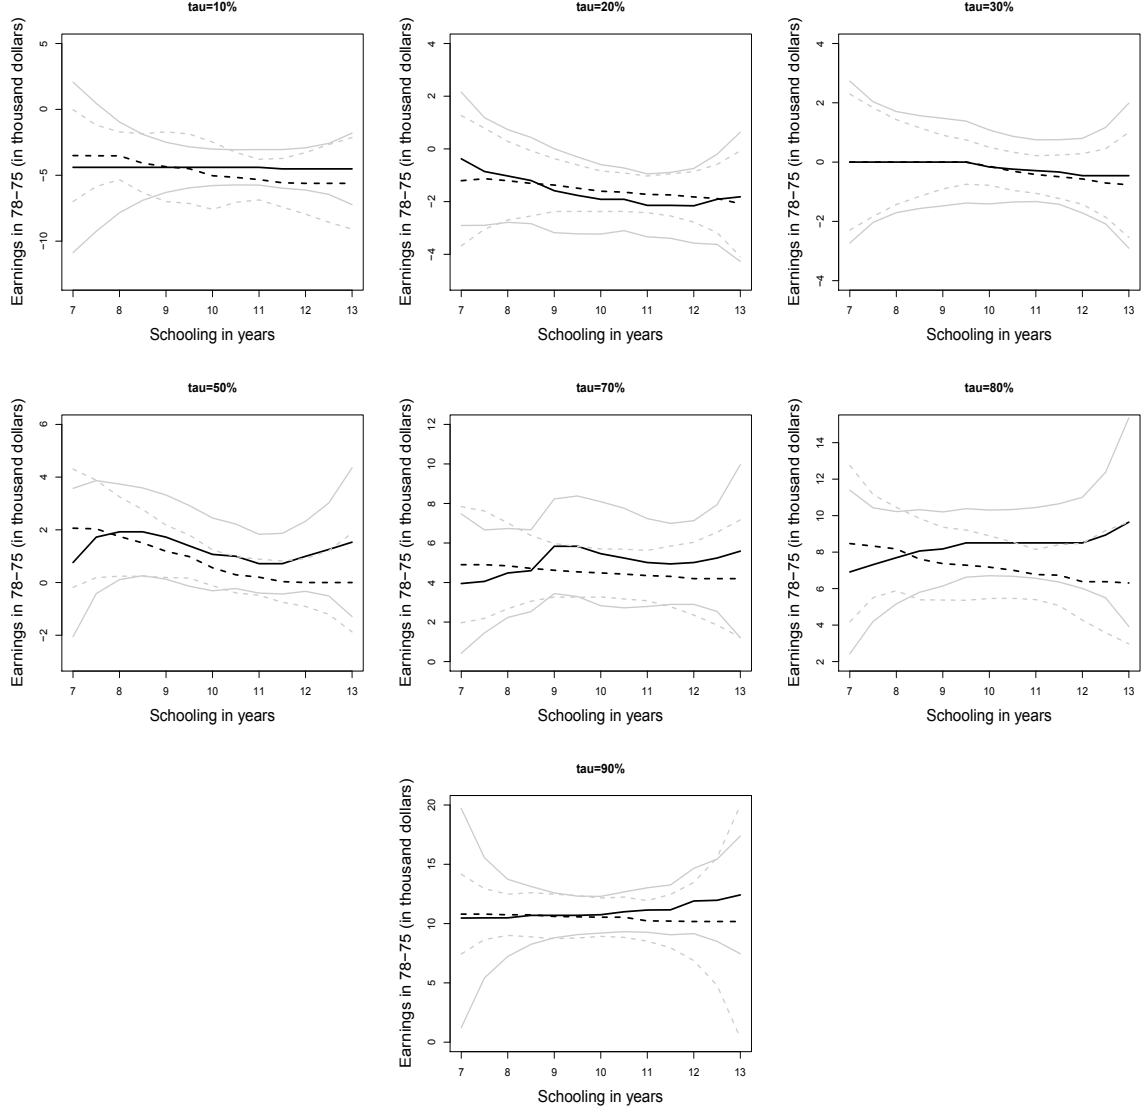 tau=10%
Earnings in 78−75 (in thousand dollars)
5
0
−5
−10
7 8 9 10 11 12 13
Schooling in years
tau=20%
Earnings in 78−75 (in thousand dollars)
4
2
0
−2
−4
7 8 9 10 11 12 13
Schooling in years
tau=30%
Earnings in 78−75 (in thousand dollars)
4
2
0
−2
−4
7 8 9 10 11 12 13
Schooling in years
tau=50%
Earnings in 78−75 (in thousand dollars)
6
4
2
0
−2
7 8 9 10 11 12 13
Schooling in years
tau=70%
Earnings in 78−75 (in thousand dollars)
12
10
8
6
4
2
0
7 8 9 10 11 12 13
Schooling in years
tau=80%
Earnings in 78−75 (in thousand dollars)
14
12
10
8
6
4
2
7 8 9 10 11 12 13
Schooling in years
tau=90%
Earnings in 78−75 (in thousand dollars)
20
15
10
5
0
7 8 9 10 11 12 13
Schooling in years